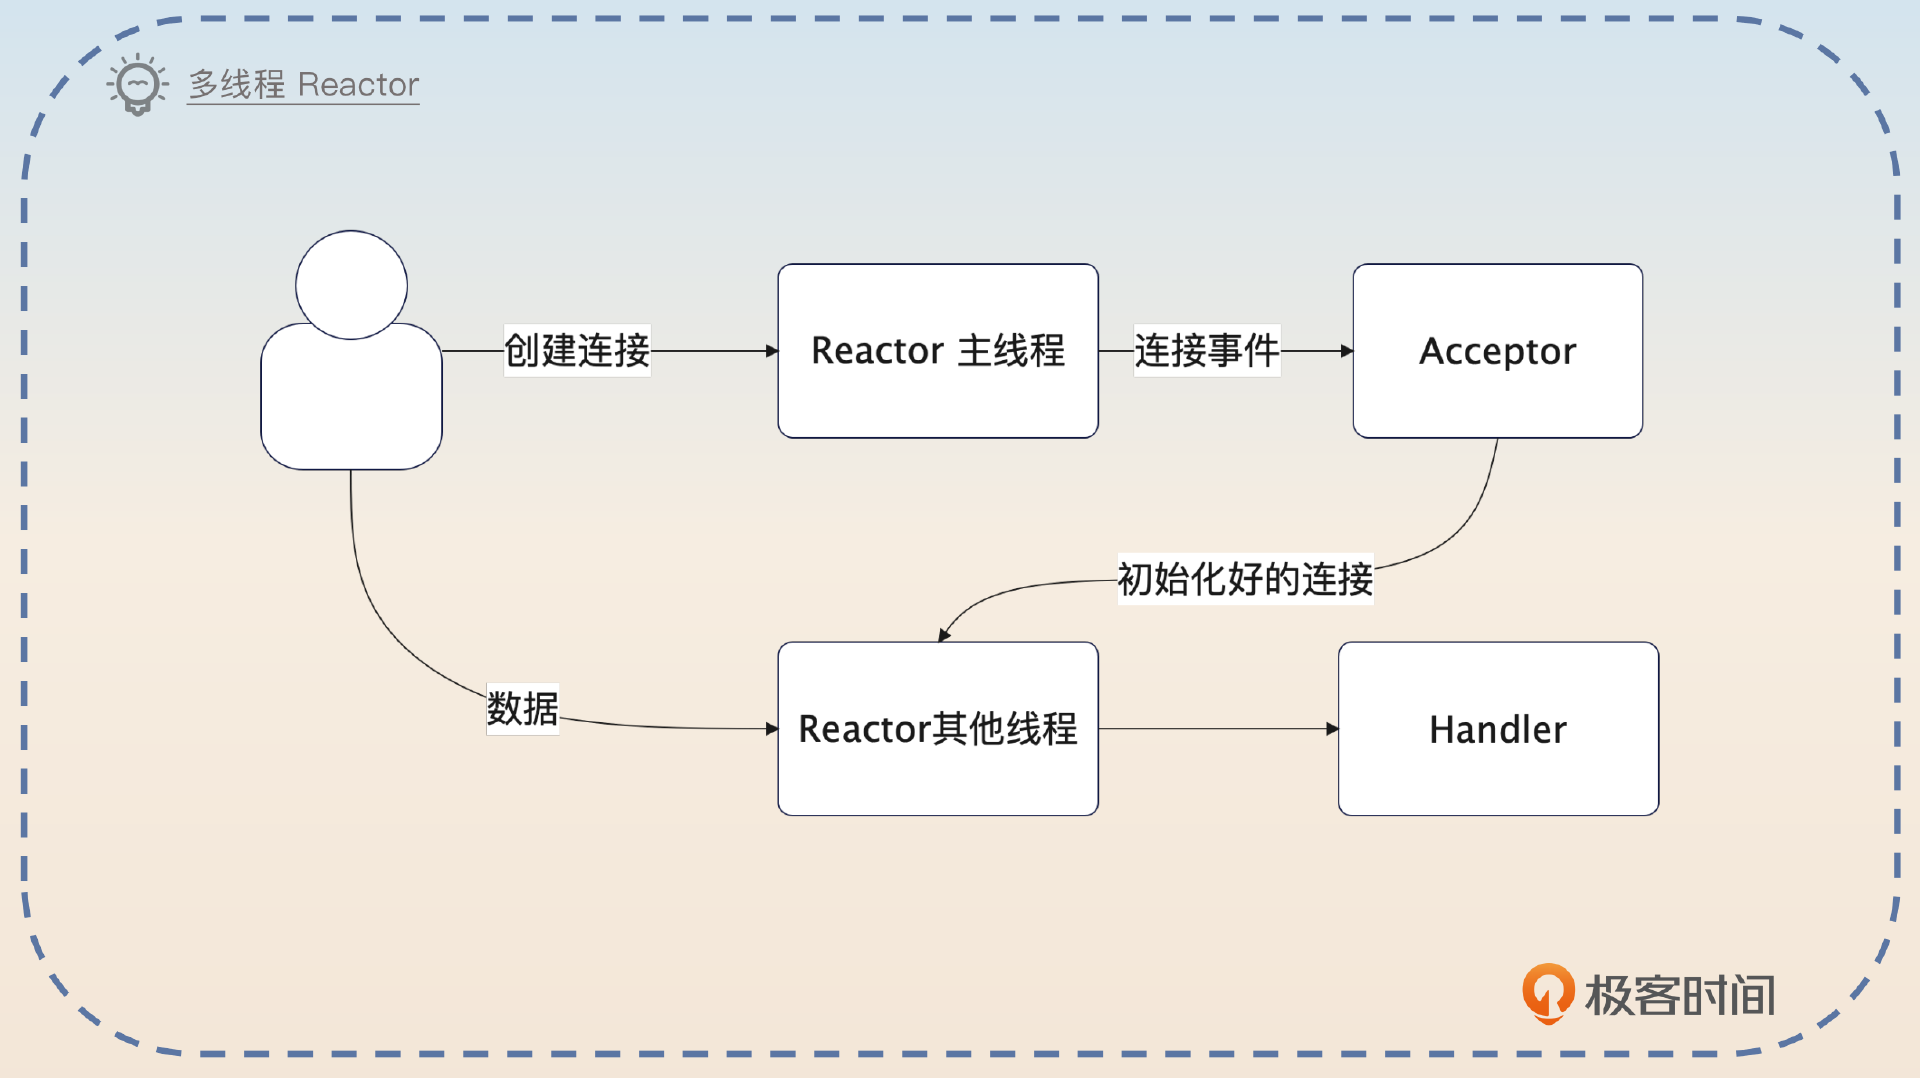 多线程 Reactor
创建连接
Reactor 主线程
连接事件
Acceptor
初始化好的连接
数据
Reactor其他线程
Handler
极客时间